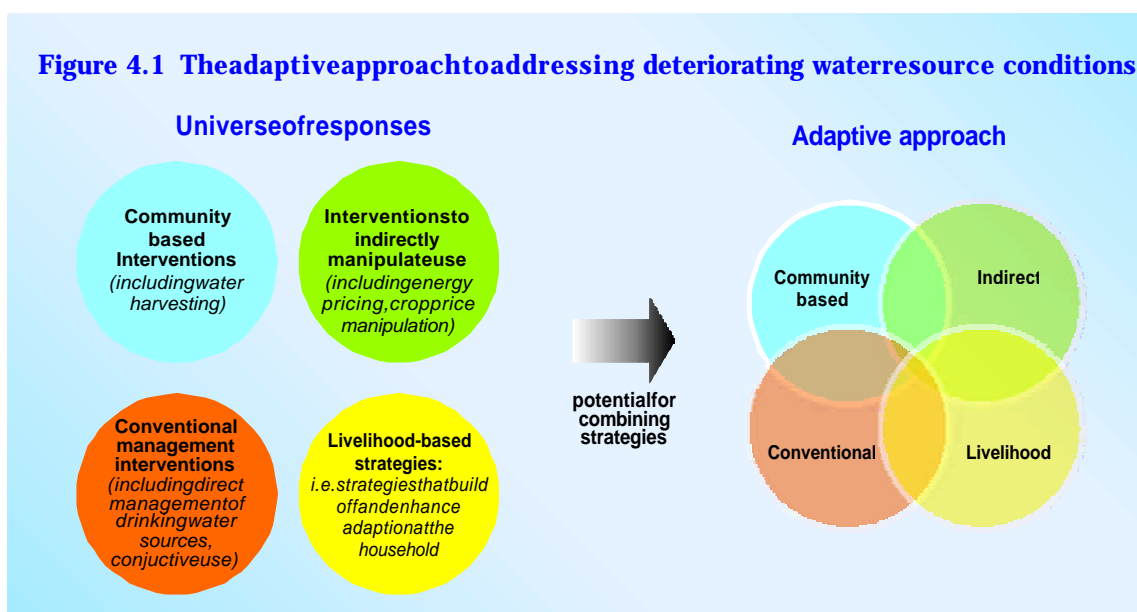 Figure 4.1 Theadaptiveapproachtoaddressing deteriorating waterresource conditions
Universeofresponses
Community
based
Interventions
(includingwater
harvesting)
Interventionsto
indirectly
manipulateuse
(includingenergy
pricing,cropprice
manipulation)
Conventional
management
interventions
(includingdirect
managementof
drinkingwater
sources,
conjuctiveuse)
Livelihood-based
strategies:
i.e.strategiesthatbuild
offandenhance
adaptionatthe
household
potentialfor
combining
strategies
Adaptive approach
Community
based
Indirect
Conventional
Livelihood